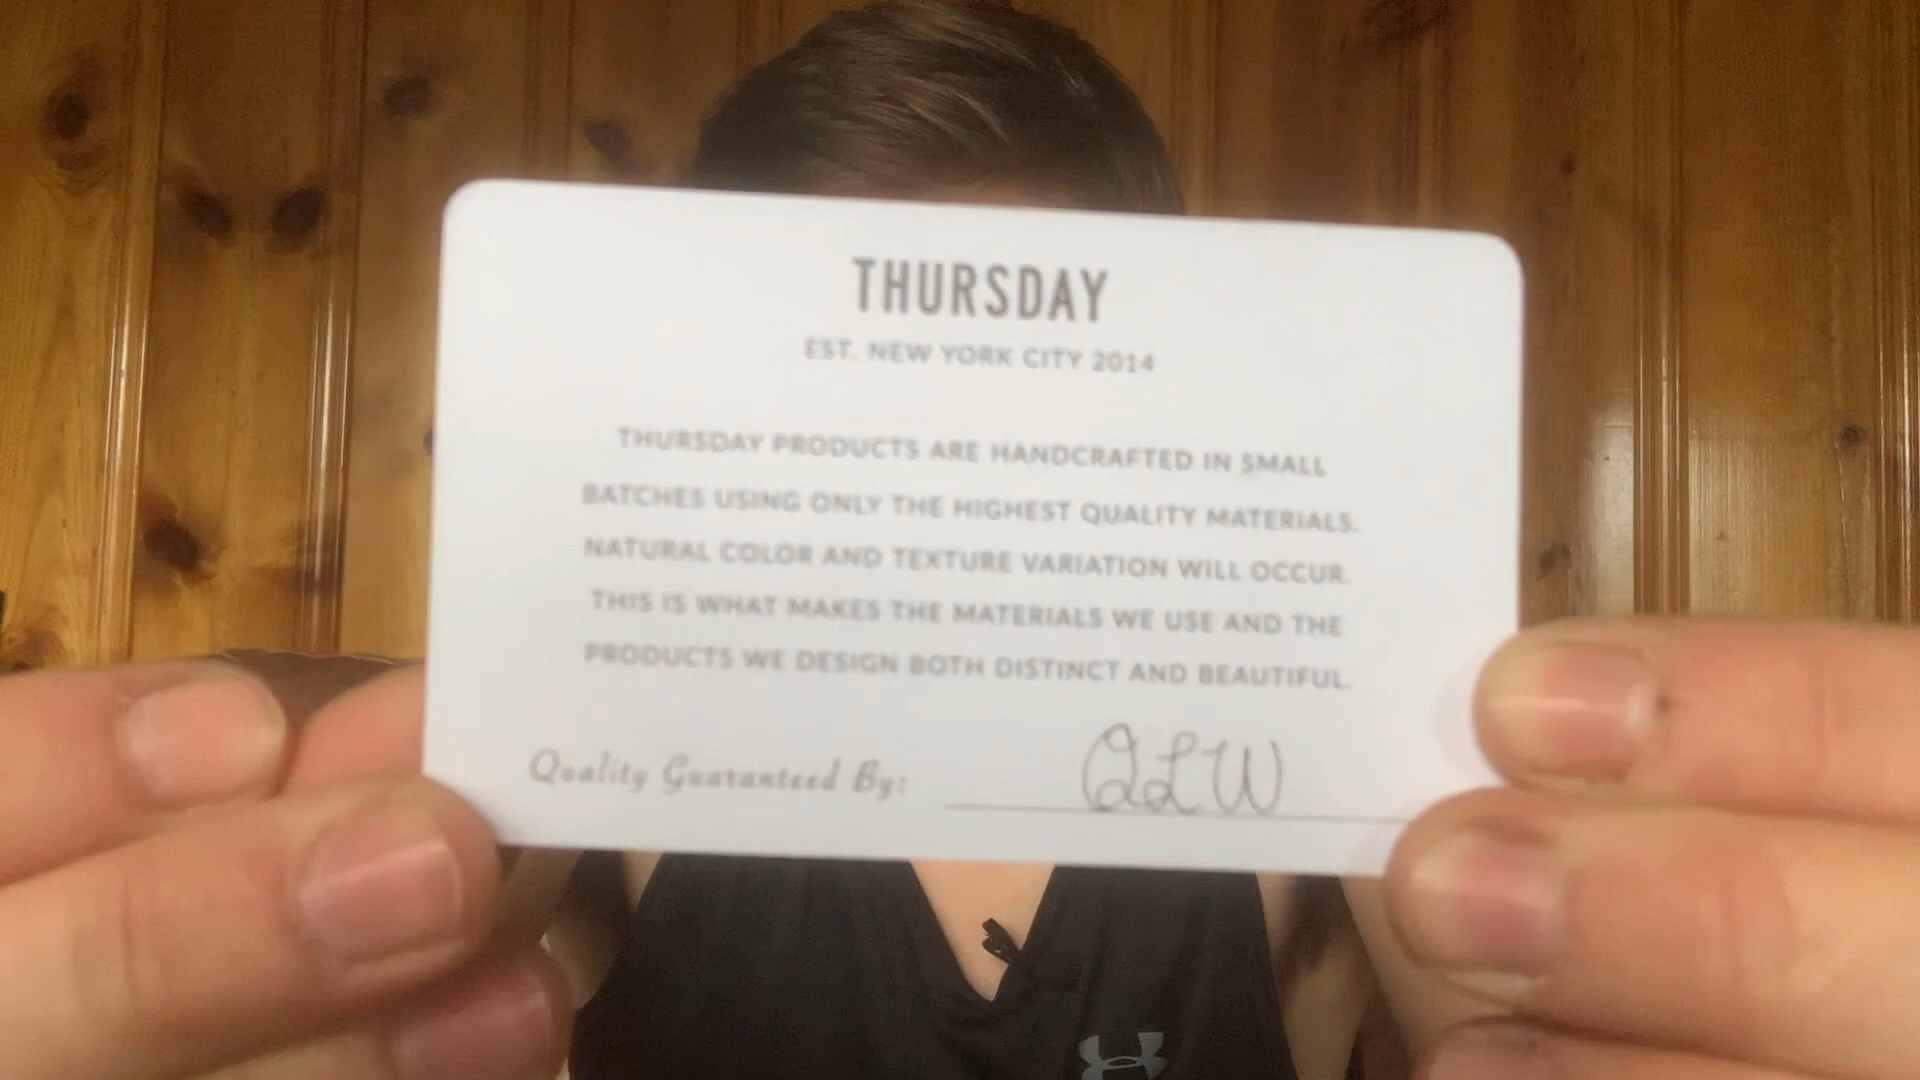 THURSDAY
EST. NEW YORK CITY 2014
THURSDAY PRODUCTS ARE HANDCRAFTED IN SMALL
BATCHES USING ONLY THE HIGHEST QUALITY MATERIALS.
NATURAL COLOR AND TEXTURE VARIATION WILL OCCUR.
THIS IS WHAT MAKES THE MATERIALS WE USE AND THE
PRODUCTS WE DESIGN BOTH DISTINCT AND BEAUTIFUL.
Quality Guaranteed By: QLW